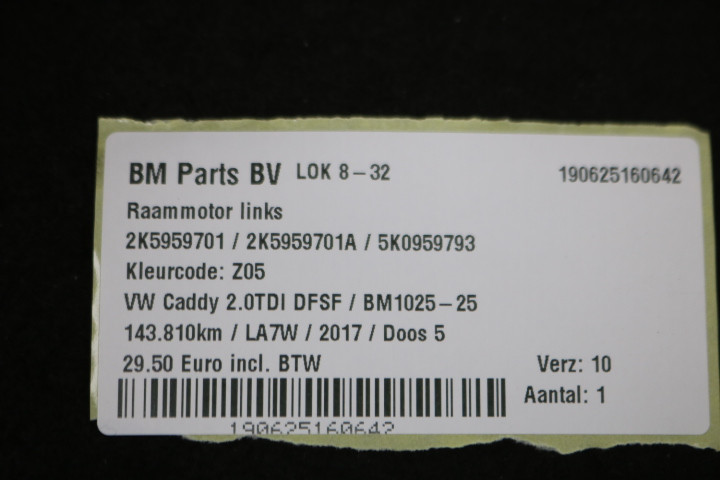 BM Parts BV LOK 8-32 190625160642
Raammotor links
2K5959701 / 2K5959701A / 5K0959793
Kleurcode: Z05
VW Caddy 2.0TDI DFSF / BM1025-25
143.810km / LA7W / 2017 / Doos 5
29.50 Euro incl. BTW Verz: 10
Aantal: 1
190625160642